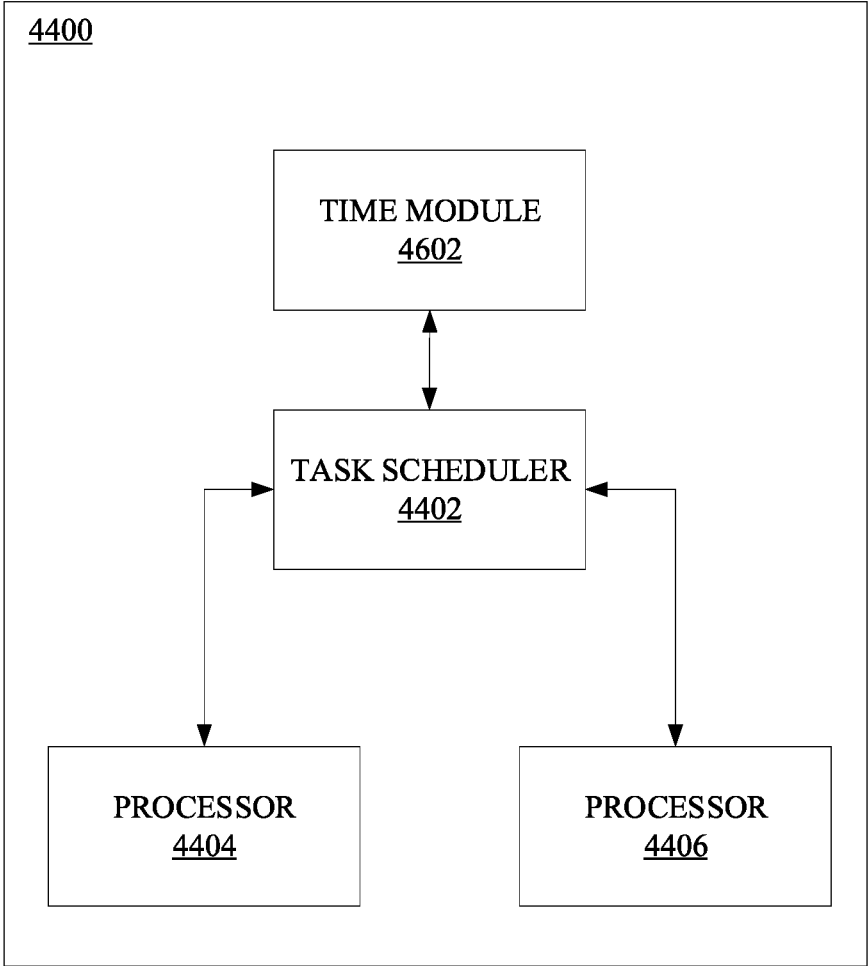 4400
TIME MODULE
4602
TASK SCHEDULER
4402
PROCESSOR
4404
PROCESSOR
4406